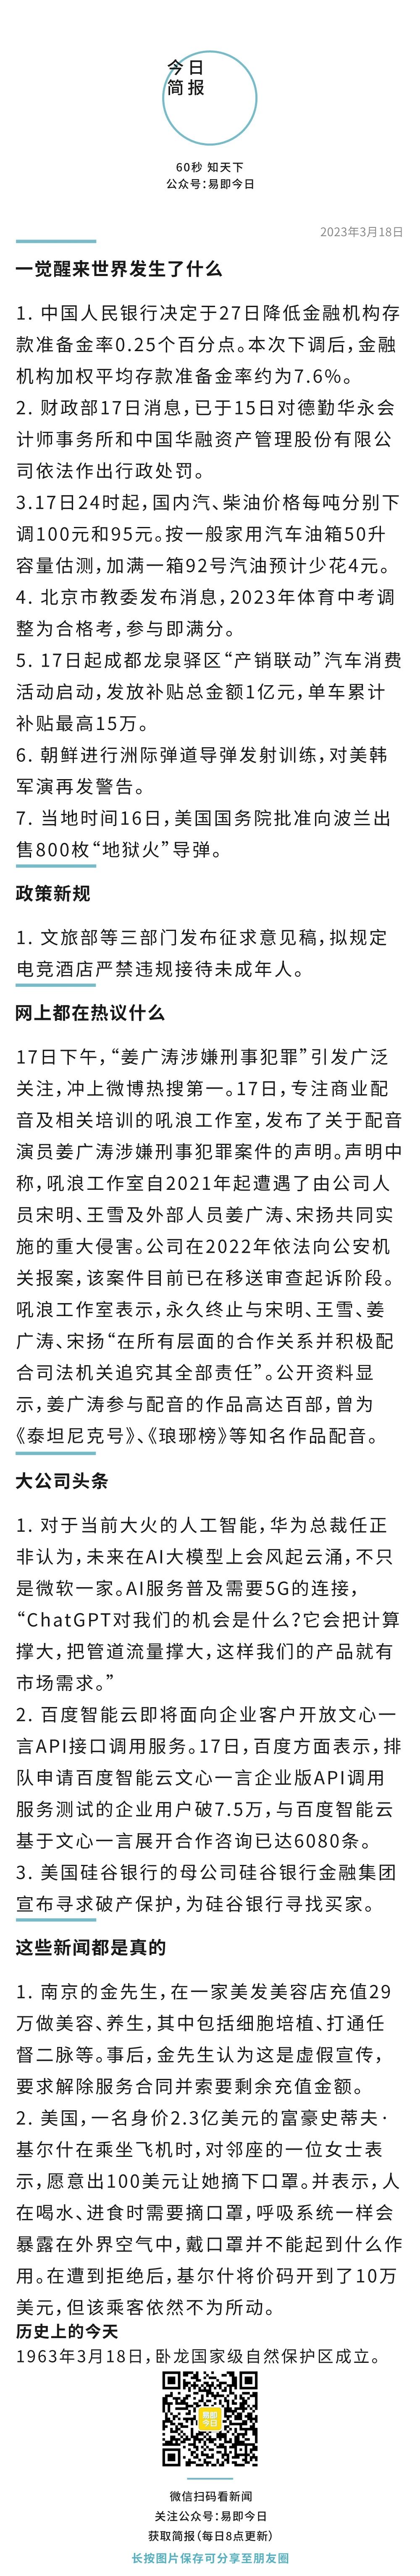 今日
简报
60秒 知天下
公众号：易即今日
2023年3月18日
一觉醒来世界发生了什么
1. 中国人民银行决定于27日降低金融机构存
款准备金率0.25个百分点。本次下调后，金融
机构加权平均存款准备金率约为7.6%。
2. 财政部17日消息，已于15日对德勤华永会
计师事务所和中国华融资产管理股份有限公
司依法作出行政处罚。
3.17日24时起，国内汽、柴油价格每吨分别下
调100元和95元。按一般家用汽车油箱50升
容量估测，加满一箱92号汽油预计少花4元。
4. 北京市教委发布消息，2023年体育中考调
整为合格考，参与即满分。
5. 17日起成都龙泉驿区“产销联动”汽车消费
活动启动，发放补贴总金额1亿元，单车累计
补贴最高15万。
6. 朝鲜进行洲际弹道导弹发射训练，对美韩
军演再发警告。
7. 当地时间16日，美国国务院批准向波兰出
售800枚“地狱火”导弹。
政策新规
1. 文旅部等三部门发布征求意见稿，拟规定
电竞酒店严禁违规接待未成年人。
网上都在热议什么
17日下午，“姜广涛涉嫌刑事犯罪”引发广泛
关注，冲上微博热搜第一。17日，专注商业配
音及相关培训的吼浪工作室，发布了关于配音
演员姜广涛涉嫌刑事犯罪案件的声明。声明中
称，吼浪工作室自2021年起遭遇了由公司人
员宋明、王雪及外部人员姜广涛、宋扬共同实
施的重大侵害。公司在2022年依法向公安机
关报案，该案件目前已在移送审查起诉阶段。
吼浪工作室表示，永久终止与宋明、王雪、姜
广涛、宋扬“在所有层面的合作关系并积极配
合司法机关追究其全部责任”。公开资料显
示，姜广涛参与配音的作品高达百部，曾为
《泰坦尼克号》、《琅琊榜》等知名作品配音。
大公司头条
1. 对于当前大火的人工智能，华为总裁任正
非认为，未来在AI大模型上会风起云涌，不只
是微软一家。AI服务普及需要5G的连接，
“ChatGPT对我们的机会是什么？它会把计算
撑大，把管道流量撑大，这样我们的产品就有
市场需求。”
2. 百度智能云即将面向企业客户开放文心一
言API接口调用服务。17日，百度方面表示，排
队申请百度智能云文心一言企业版API调用
服务测试的企业用户破7.5万，与百度智能云
基于文心一言展开合作咨询已达6080条。
3. 美国硅谷银行的母公司硅谷银行金融集团
宣布寻求破产保护，为硅谷银行寻找买家。
这些新闻都是真的
1. 南京的金先生，在一家美发美容店充值29
万做美容、养生，其中包括细胞培植、打通任
督二脉等。事后，金先生认为这是虚假宣传，
要求解除服务合同并索要剩余充值金额。
2. 美国，一名身价2.3亿美元的富豪史蒂夫·
基尔什在乘坐飞机时，对邻座的一位女士表
示，愿意出100美元让她摘下口罩。并表示，人
在喝水、进食时需要摘口罩，呼吸系统一样会
暴露在外界空气中，戴口罩并不能起到什么作
用。在遭到拒绝后，基尔什将价码开到了10万
美元，但该乘客依然不为所动。
历史上的今天
1963年3月18日，卧龙国家级自然保护区成立。
易即
今日
微信扫码看新闻
关注公众号：易即今日
获取简报（每日8点更新）
长按图片保存可分享至朋友圈